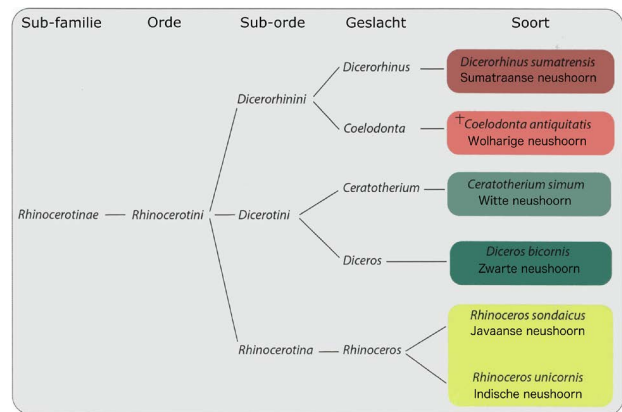 Sub-familie Orde Sub-orde Geslacht Soort
Dicerorhinus sumatrensis
Dicerorhinus
Sumatraanse neushoorn
Dicerorhinini
†Coelodonta antiquitatis
Coelodonta
Wolharige neushoorn
Ceratotherium simum
Ceratotherium
Witte neushoorn
Rhinocerotinae Rhinocerotini Dicerotini
Diceros bicornis
Diceros
Zwarte neushoorn
Rhinoceros sondaicus
Javaanse neushoorn
Rhinocerotina Rhinoceros
Rhinoceros unicornis
Indische neushoorn